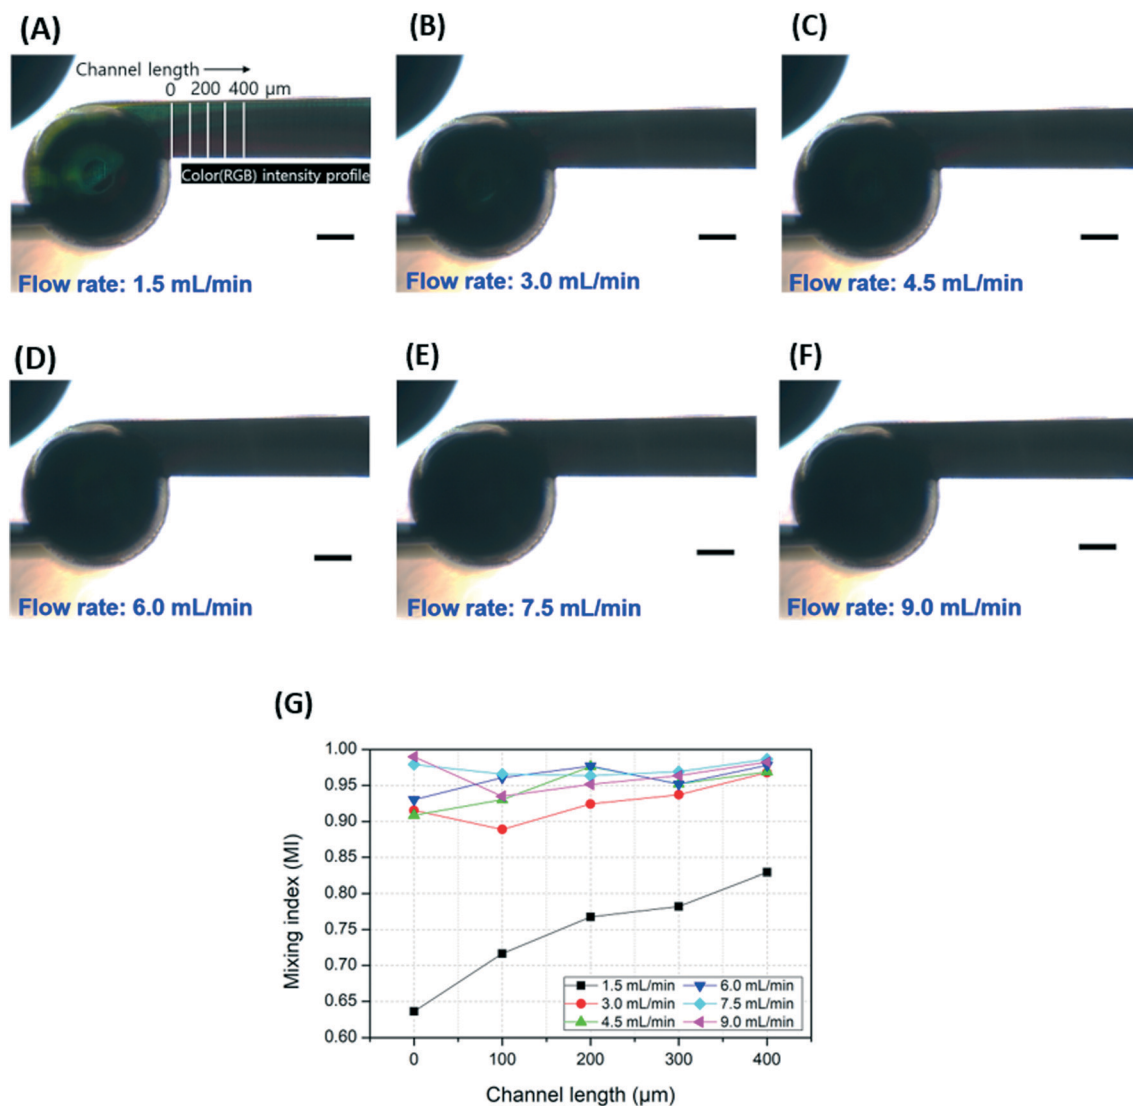 (A)
Channel length
0 200 400 μm
Color(RGB) intensity profile
Flow rate: 1.5 mL/min
(B)
Flow rate: 3.0 mL/min
(C)
Flow rate: 4.5 mL/min
(D)
Flow rate: 6.0 mL/min
(E)
Flow rate: 7.5 mL/min
(F)
Flow rate: 9.0 mL/min
(G)
Mixing index (MI)
1.00
0.95
0.90
0.85
0.80
0.75
0.70
0.65
0.60
1.5 mL/min
3.0 mL/min
4.5 mL/min
6.0 mL/min
7.5 mL/min
9.0 mL/min
0 100 200 300 400
Channel length (μm)